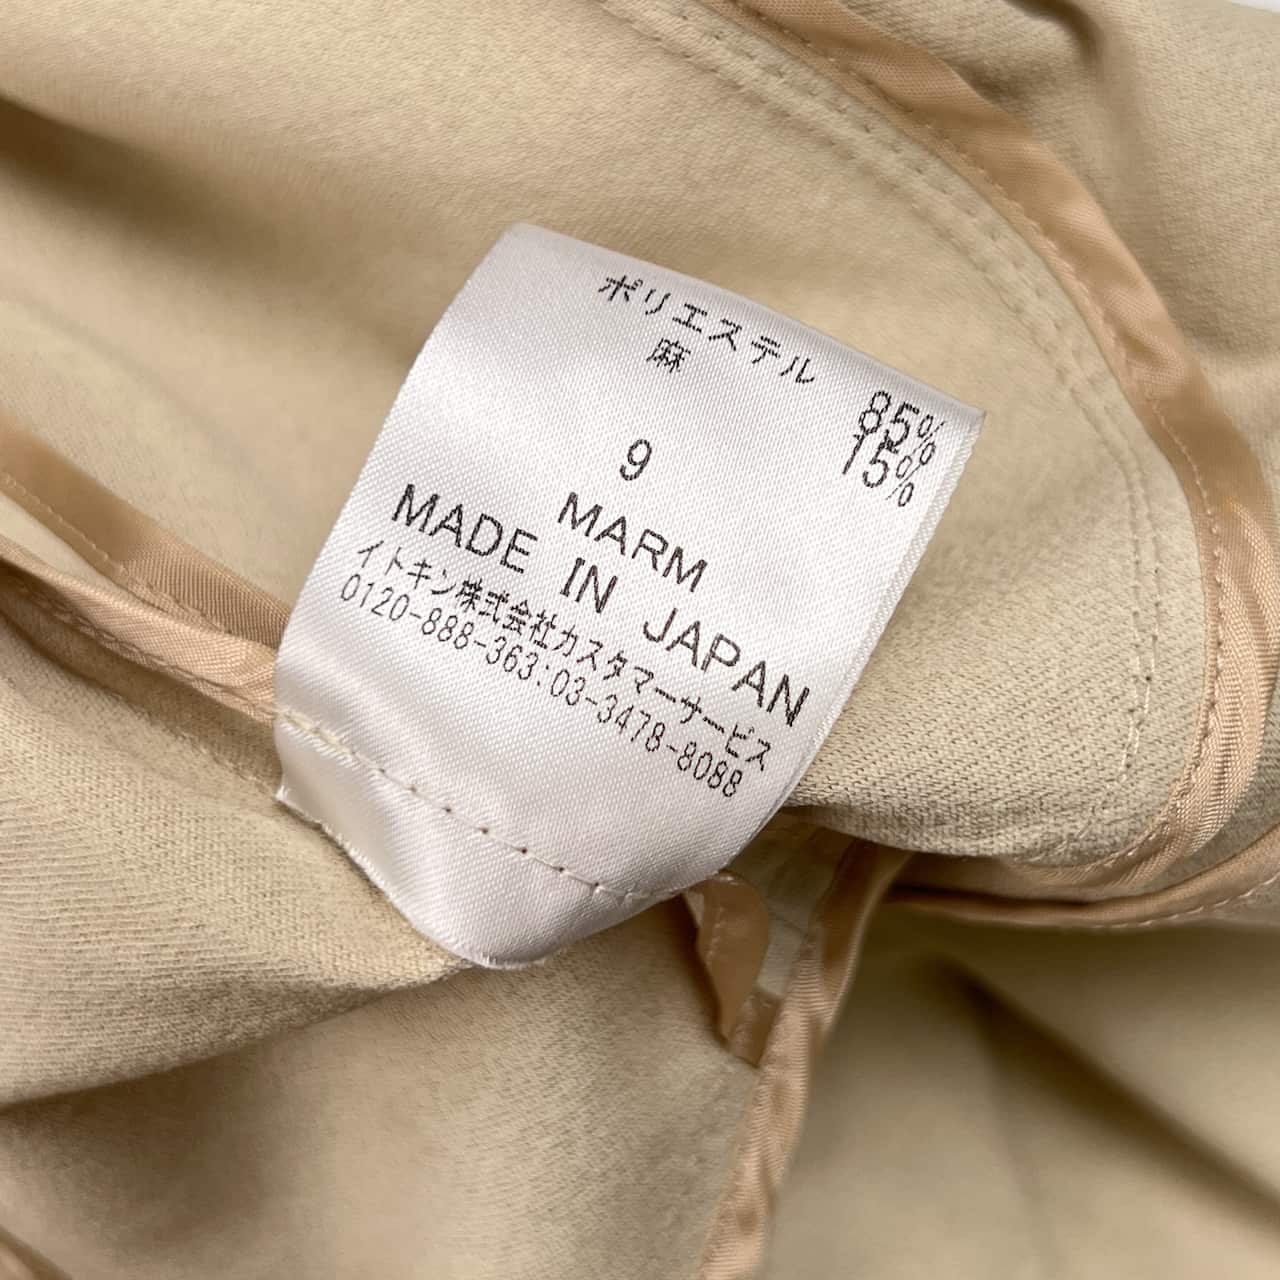 ポリエステル 85%
麻 15%
9
MARM
MADE IN JAPAN
イトキン株式会社カスタマーサービス
0120-888-363:03-3478-8088